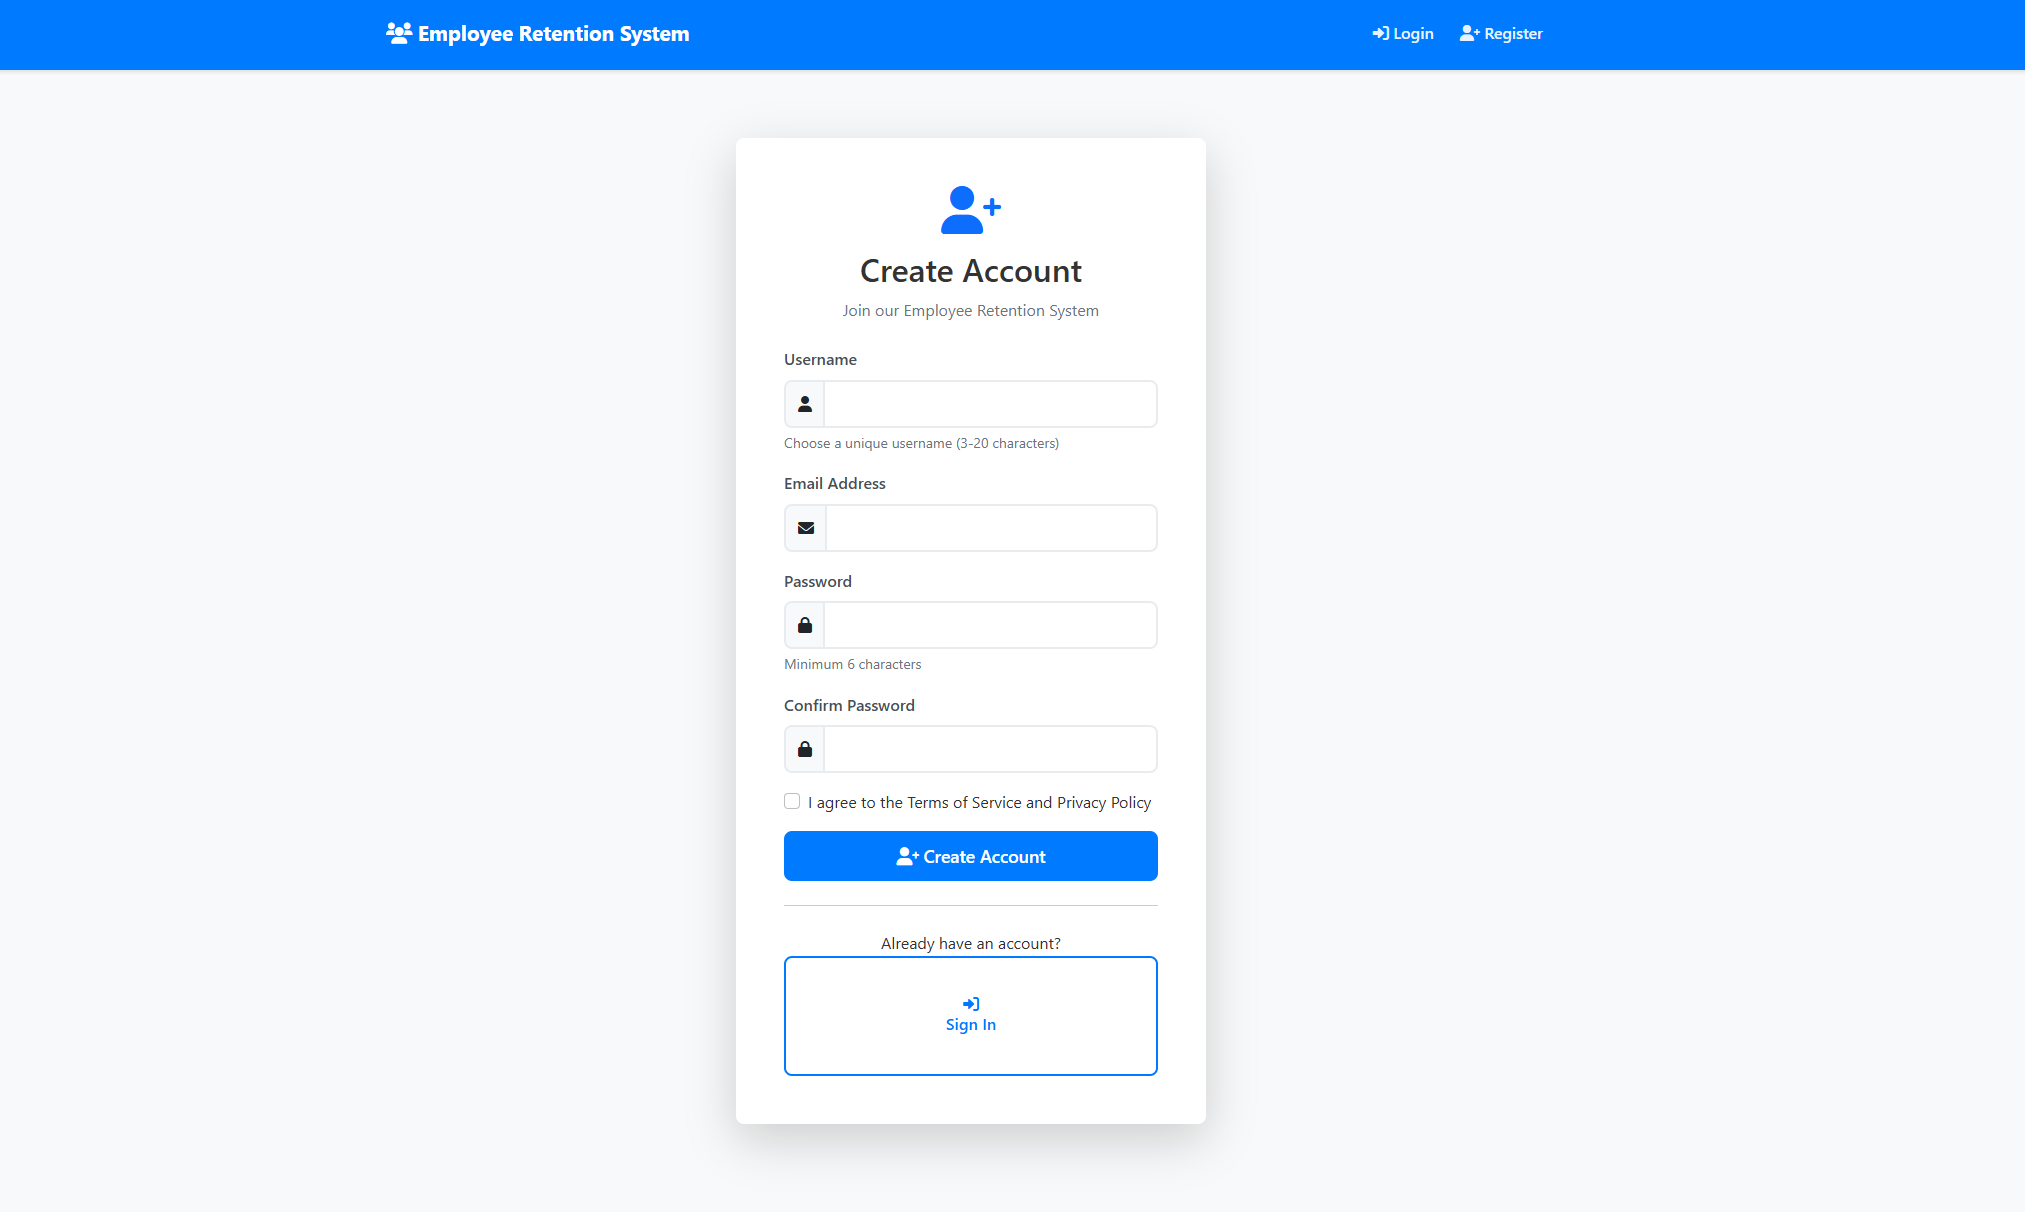 Employee Retention System
Login
Register
Create Account
Join our Employee Retention System
Username
Choose a unique username (3-20 characters)
Email Address
Password
Minimum 6 characters
Confirm Password
I agree to the Terms of Service and Privacy Policy
Create Account
Already have an account?
Sign In